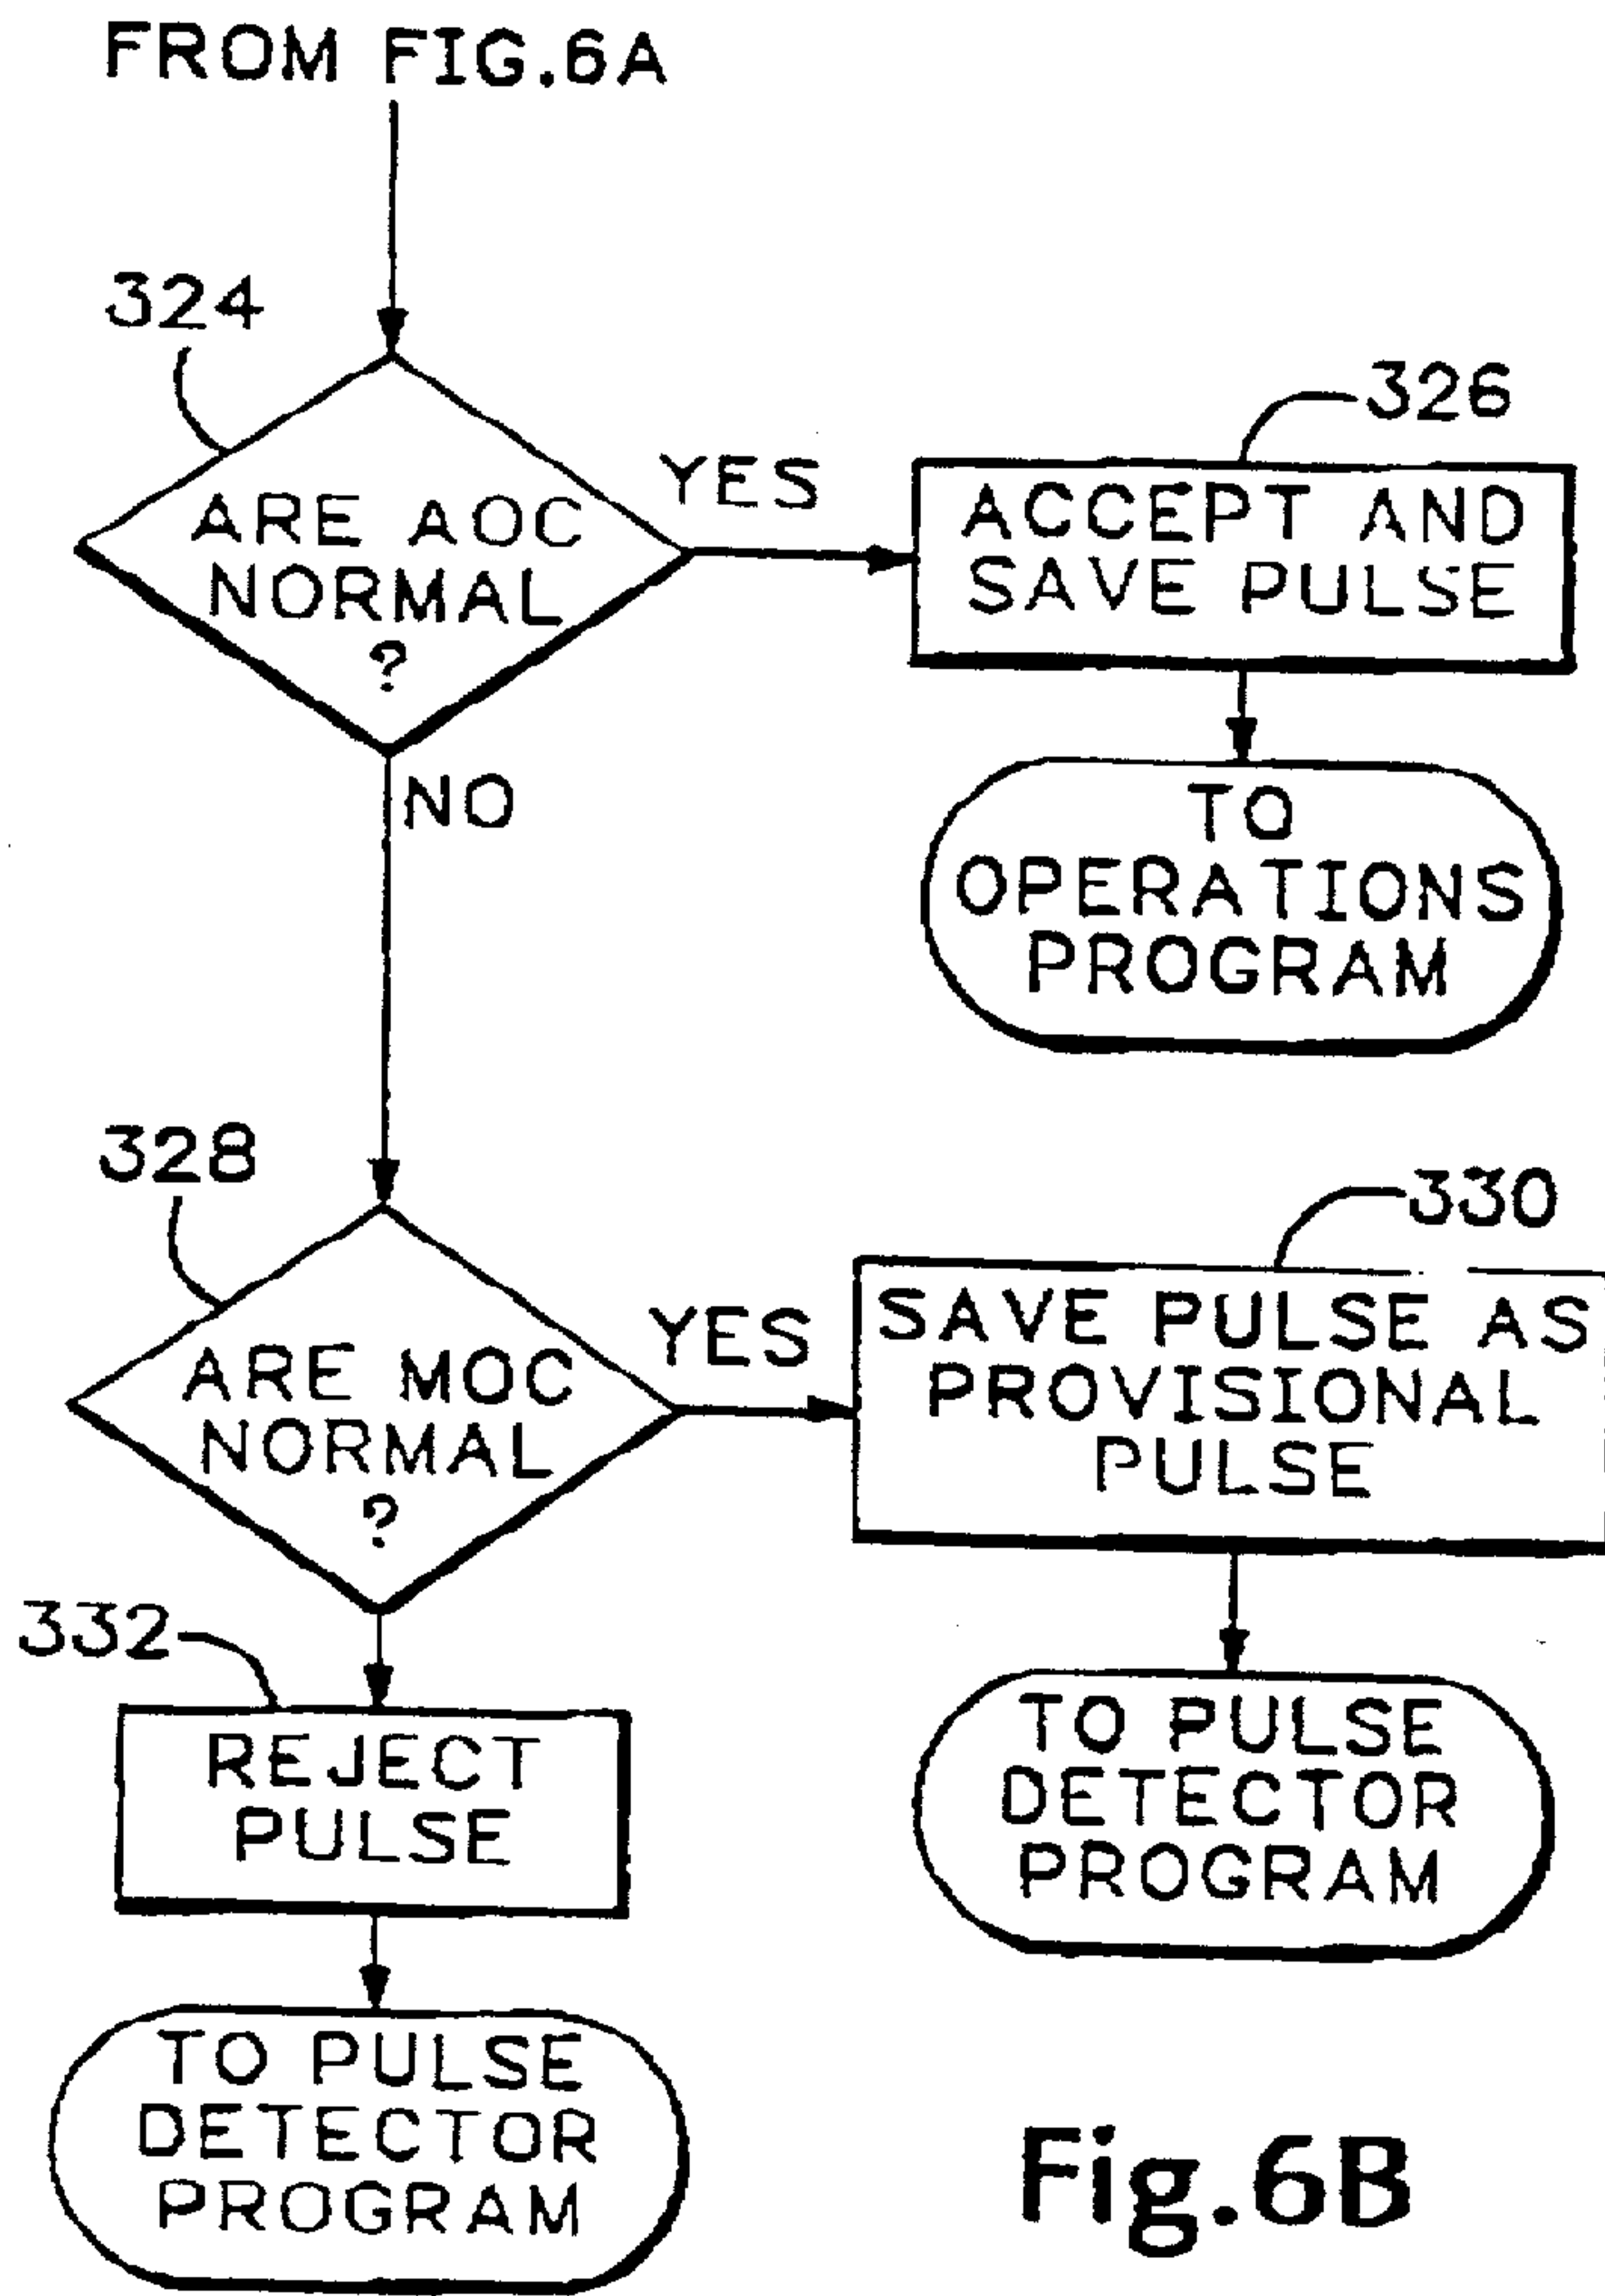 FROM FIG.6A
324
ARE AOC
NORMAL
?
YES
326
ACCEPT AND
SAVE PULSE
TO
OPERATIONS
PROGRAM
NO
328
ARE MOC
NORMAL
?
YES
330
SAVE PULSE AS
PROVISIONAL
PULSE
TO PULSE
DETECTOR
PROGRAM
332
REJECT
PULSE
TO PULSE
DETECTOR
PROGRAM
Fig.6B